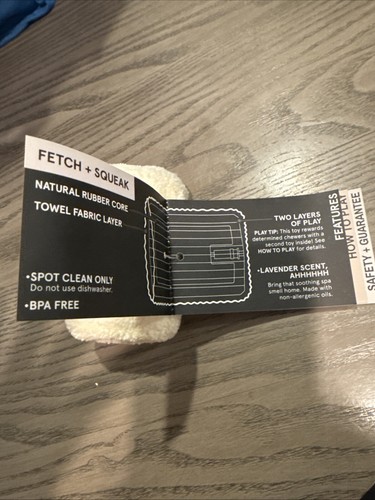 FETCH + SQUEAK
NATURAL RUBBER CORE
TOWEL FABRIC LAYER
•SPOT CLEAN ONLY
Do not use dishwasher.
•BPA FREE
TWO LAYERS
OF PLAY
PLAY TIP: This toy rewards
determined chewers with a
second toy inside! See
HOW TO PLAY for details.
•LAVENDER SCENT,
AHHHHHH
Bring that soothing spa
smell home. Made with
non-allergenic oils.
FEATURES
HOW TO PLAY
SAFETY + GUARANTEE